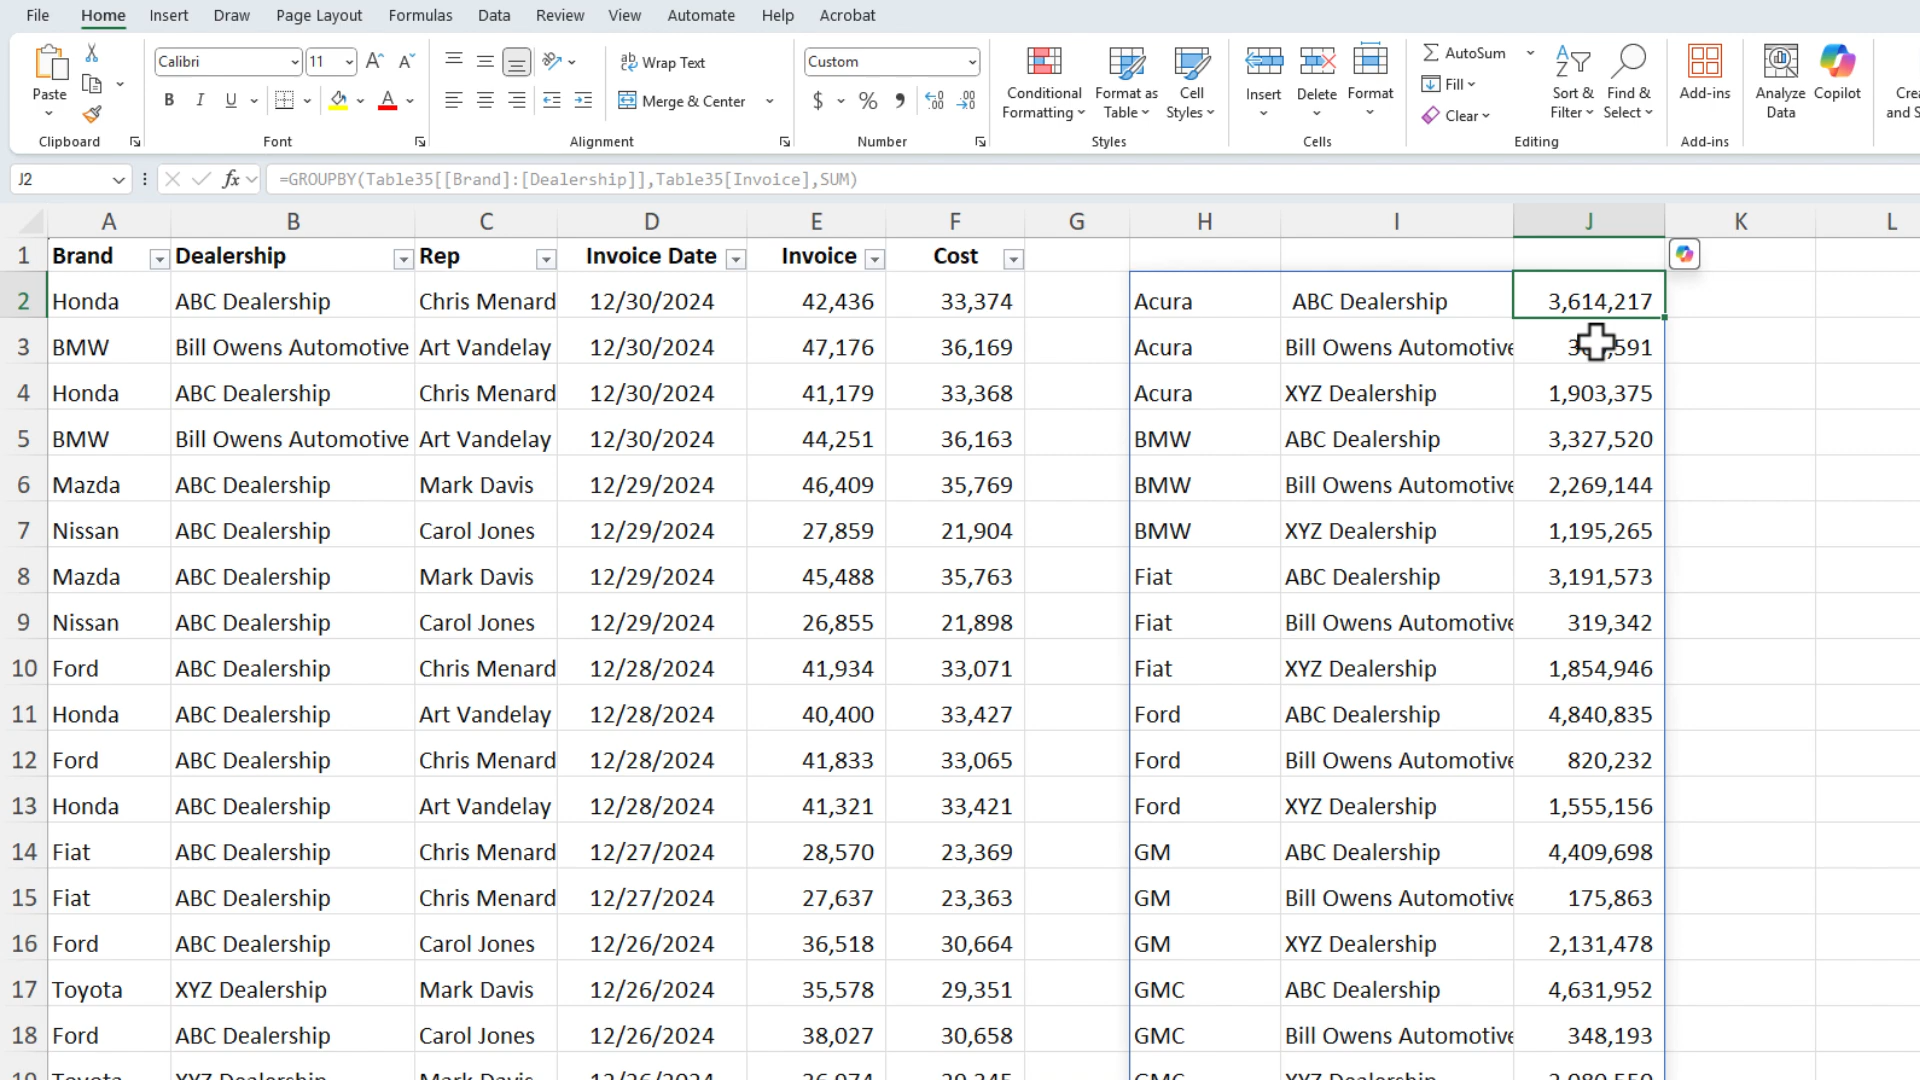 File Home Insert Draw Page Layout Formulas Data Review View Automate Help Acrobat
Paste
Clipboard
Calibri 11
B I U
Font
Wrap Text
Merge & Center
Alignment
Custom
$ % 9
Number
Conditional Formatting
Format as Table
Cell Styles
Styles
Insert
Delete
Format
Cells
AutoSum
Fill
Clear
Sort & Filter
Find & Select
Editing
Add-ins
Add-ins
Analyze Data
Copilot
J2 fx =GROUPBY(Table35[[Brand]:[Dealership]],Table35[Invoice],SUM)
A B C D E F G H I J K L
1 Brand Dealership Rep Invoice Date Invoice Cost
2 Honda ABC Dealership Chris Menard 12/30/2024 42,436 33,374 Acura ABC Dealership 3,614,217
3 BMW Bill Owens Automotive Art Vandelay 12/30/2024 47,176 36,169 Acura Bill Owens Automotive
4 Honda ABC Dealership Chris Menard 12/30/2024 41,179 33,368 Acura XYZ Dealership 1,903,375
5 BMW Bill Owens Automotive Art Vandelay 12/30/2024 44,251 36,163 BMW ABC Dealership 3,327,520
6 Mazda ABC Dealership Mark Davis 12/29/2024 46,409 35,769 BMW Bill Owens Automotive 2,269,144
7 Nissan ABC Dealership Carol Jones 12/29/2024 27,859 21,904 BMW XYZ Dealership 1,195,265
8 Mazda ABC Dealership Mark Davis 12/29/2024 45,488 35,763 Fiat ABC Dealership 3,191,573
9 Nissan ABC Dealership Carol Jones 12/29/2024 26,855 21,898 Fiat Bill Owens Automotive 319,342
10 Ford ABC Dealership Chris Menard 12/28/2024 41,934 33,071 Fiat XYZ Dealership 1,854,946
11 Honda ABC Dealership Art Vandelay 12/28/2024 40,400 33,427 Ford ABC Dealership 4,840,835
12 Ford ABC Dealership Chris Menard 12/28/2024 41,833 33,065 Ford Bill Owens Automotive 820,232
13 Honda ABC Dealership Art Vandelay 12/28/2024 41,321 33,421 Ford XYZ Dealership 1,555,156
14 Fiat ABC Dealership Chris Menard 12/27/2024 28,570 23,369 GM ABC Dealership 4,409,698
15 Fiat ABC Dealership Chris Menard 12/27/2024 27,637 23,363 GM Bill Owens Automotive 175,863
16 Ford ABC Dealership Carol Jones 12/26/2024 36,518 30,664 GM XYZ Dealership 2,131,478
17 Toyota XYZ Dealership Mark Davis 12/26/2024 35,578 29,351 GMC ABC Dealership 4,631,952
18 Ford ABC Dealership Carol Jones 12/26/2024 38,027 30,658 GMC Bill Owens Automotive 348,193